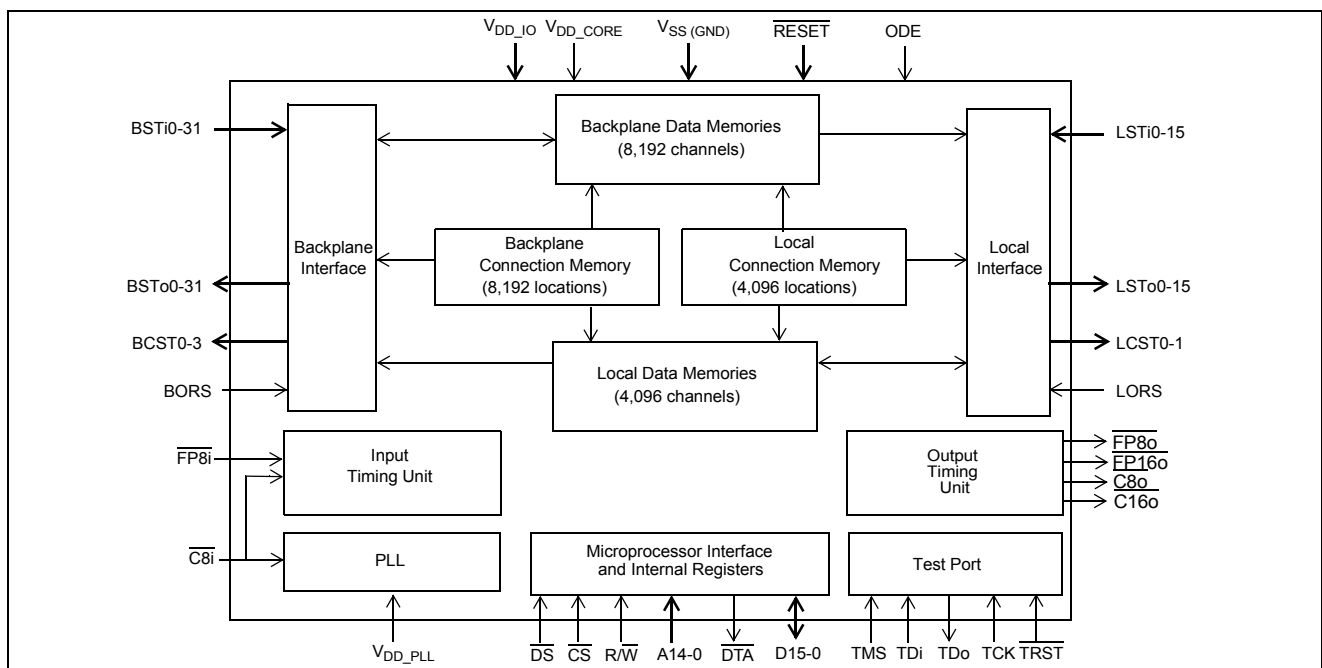 V_DD_IO V_DD_CORE V_SS (GND) RESET ODE
BSTi0-31
Backplane Data Memories
(8,192 channels)
LSTi0-15
Backplane
Interface
Backplane
Connection Memory
(8,192 locations)
Local
Connection Memory
(4,096 locations)
Local
Interface
BSTo0-31
LSTo0-15
BCST0-3
LCST0-1
Local Data Memories
(4,096 channels)
BORS
LORS
FP8i
Input
Timing Unit
Output
Timing
Unit
FP8o
FP16o
C8o
C16o
C8i
PLL
Microprocessor Interface
and Internal Registers
Test Port
V_DD_PLL DS CS R/W A14-0 DTA D15-0 TMS TDi TDo TCK TRST